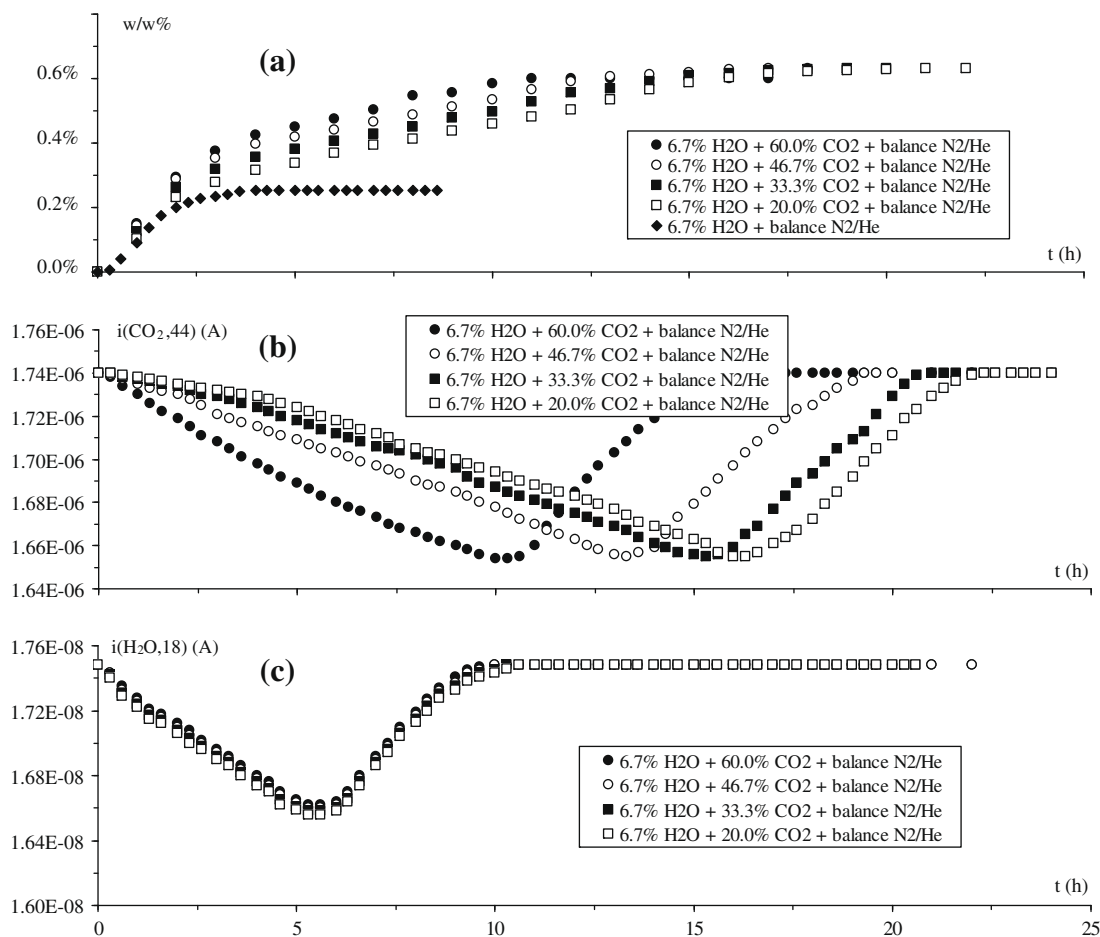 w/w%
(a)
0.6%
0.4%
0.2%
0.0%
6.7% H2O + 60.0% CO2 + balance N2/He
6.7% H2O + 46.7% CO2 + balance N2/He
6.7% H2O + 33.3% CO2 + balance N2/He
6.7% H2O + 20.0% CO2 + balance N2/He
6.7% H2O + balance N2/He
t (h)
0 5 10 15 20 25
1.76E-06
1.74E-06
1.72E-06
1.70E-06
1.68E-06
1.66E-06
1.64E-06
i(CO₂,44) (A)
(b)
6.7% H2O + 60.0% CO2 + balance N2/He
6.7% H2O + 46.7% CO2 + balance N2/He
6.7% H2O + 33.3% CO2 + balance N2/He
6.7% H2O + 20.0% CO2 + balance N2/He
t (h)
1.76E-08
1.72E-08
1.68E-08
1.64E-08
1.60E-08
i(H₂O,18) (A)
(c)
6.7% H2O + 60.0% CO2 + balance N2/He
6.7% H2O + 46.7% CO2 + balance N2/He
6.7% H2O + 33.3% CO2 + balance N2/He
6.7% H2O + 20.0% CO2 + balance N2/He
t (h)
0 5 10 15 20 25